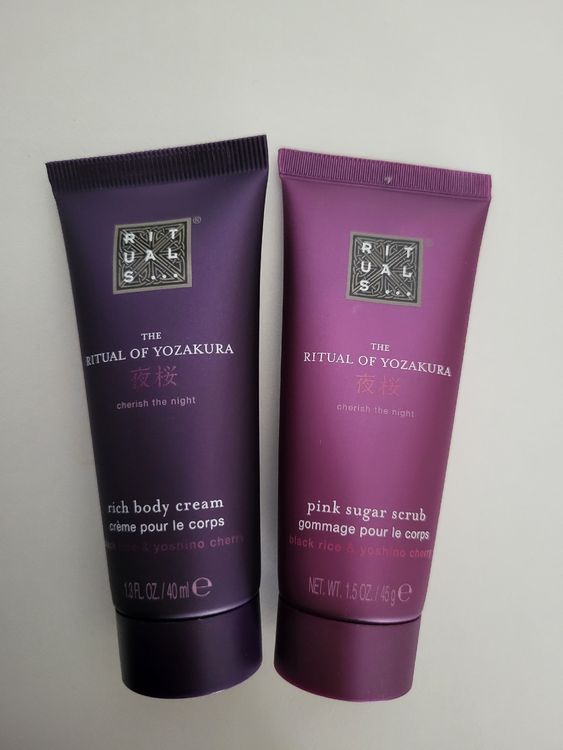 RIT
UAL
S...
®
THE
RITUAL OF YOZAKURA
夜桜
cherish the night
rich body cream
crème pour le corps
black rice & yoshino cherry
1.3 FL. OZ./40 ml e
RIT
UAL
S...
®
THE
RITUAL OF YOZAKURA
夜桜
cherish the night
pink sugar scrub
gommage pour le corps
black rice & yoshino cherry
NET. WT. 1.5 OZ./45 g e